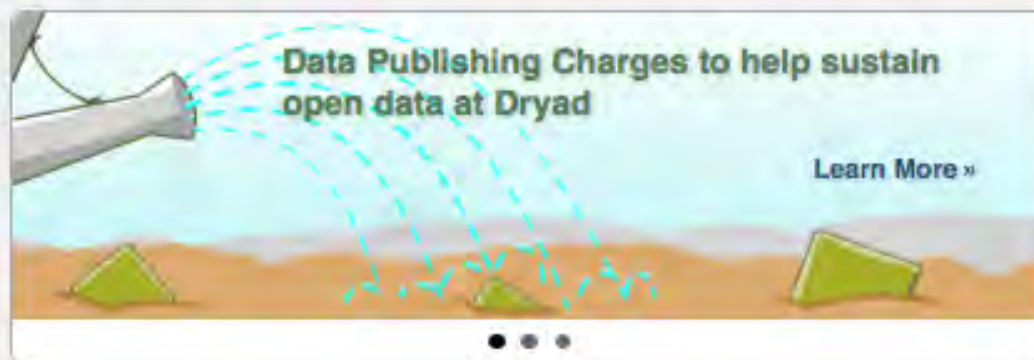 Data Publishing Charges to help sustain
open data at Dryad
Learn More »